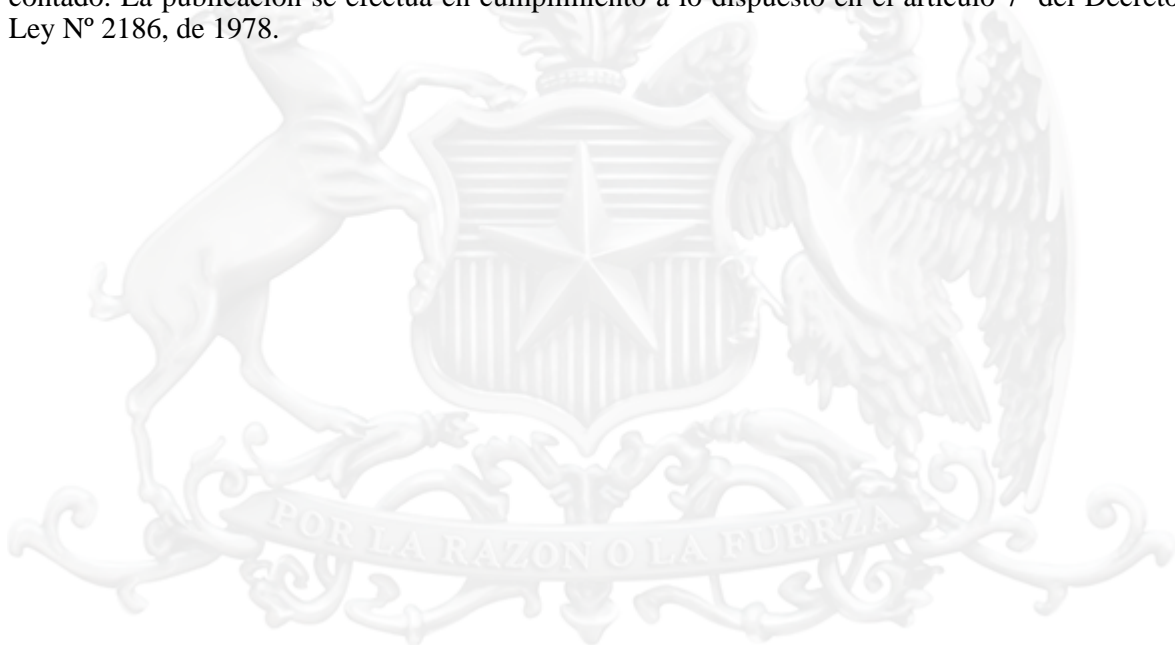 contado. La publicación se efectúa en cumplimiento a lo dispuesto en el artículo 7º del Decreto
Ley Nº 2186, de 1978.
POR LA RAZON O LA FUERZA